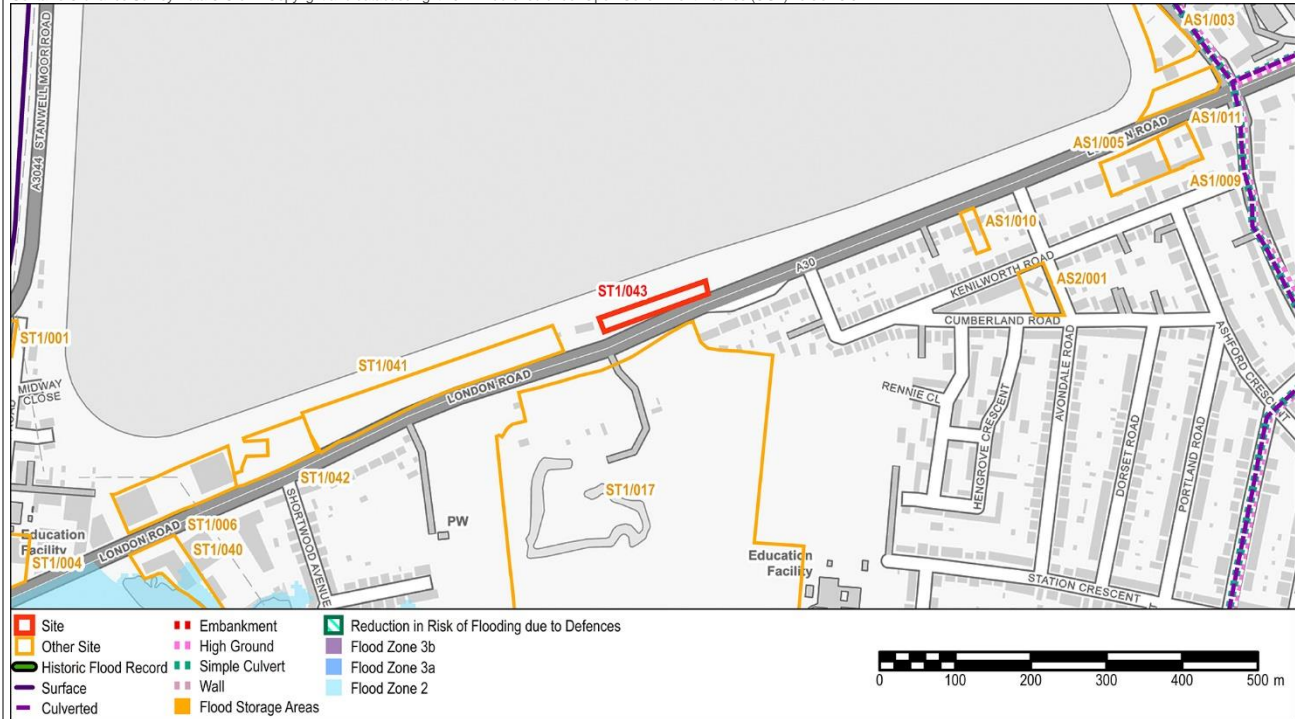 A3044 STANWELL MOOR ROAD
AS1/003
AS1/011
AS1/005
AS1/009
AS1/010
AS2/001
A30
KENILWORTH ROAD
CUMBERLAND ROAD
ST1/043
ST1/001
MIDWAY
CLOSE
ST1/041
LONDON ROAD
RENNIE CL
HENGROVE CRESCENT
AVONDALE ROAD
DORSET ROAD
PORTLAND ROAD
ASHFORD CRESCENT
ST1/042
ST1/017
SHORTWOOD AVENUE
PW
LONDON ROAD
ST1/006
Education
Facility
ST1/040
ST1/004
Education
Facility
STATION CRESCENT
Site
Other Site
Historic Flood Record
Surface
Culverted
Embankment
High Ground
Simple Culvert
Wall
Flood Storage Areas
Reduction in Risk of Flooding due to Defences
Flood Zone 3b
Flood Zone 3a
Flood Zone 2
0 100 200 300 400 500 m